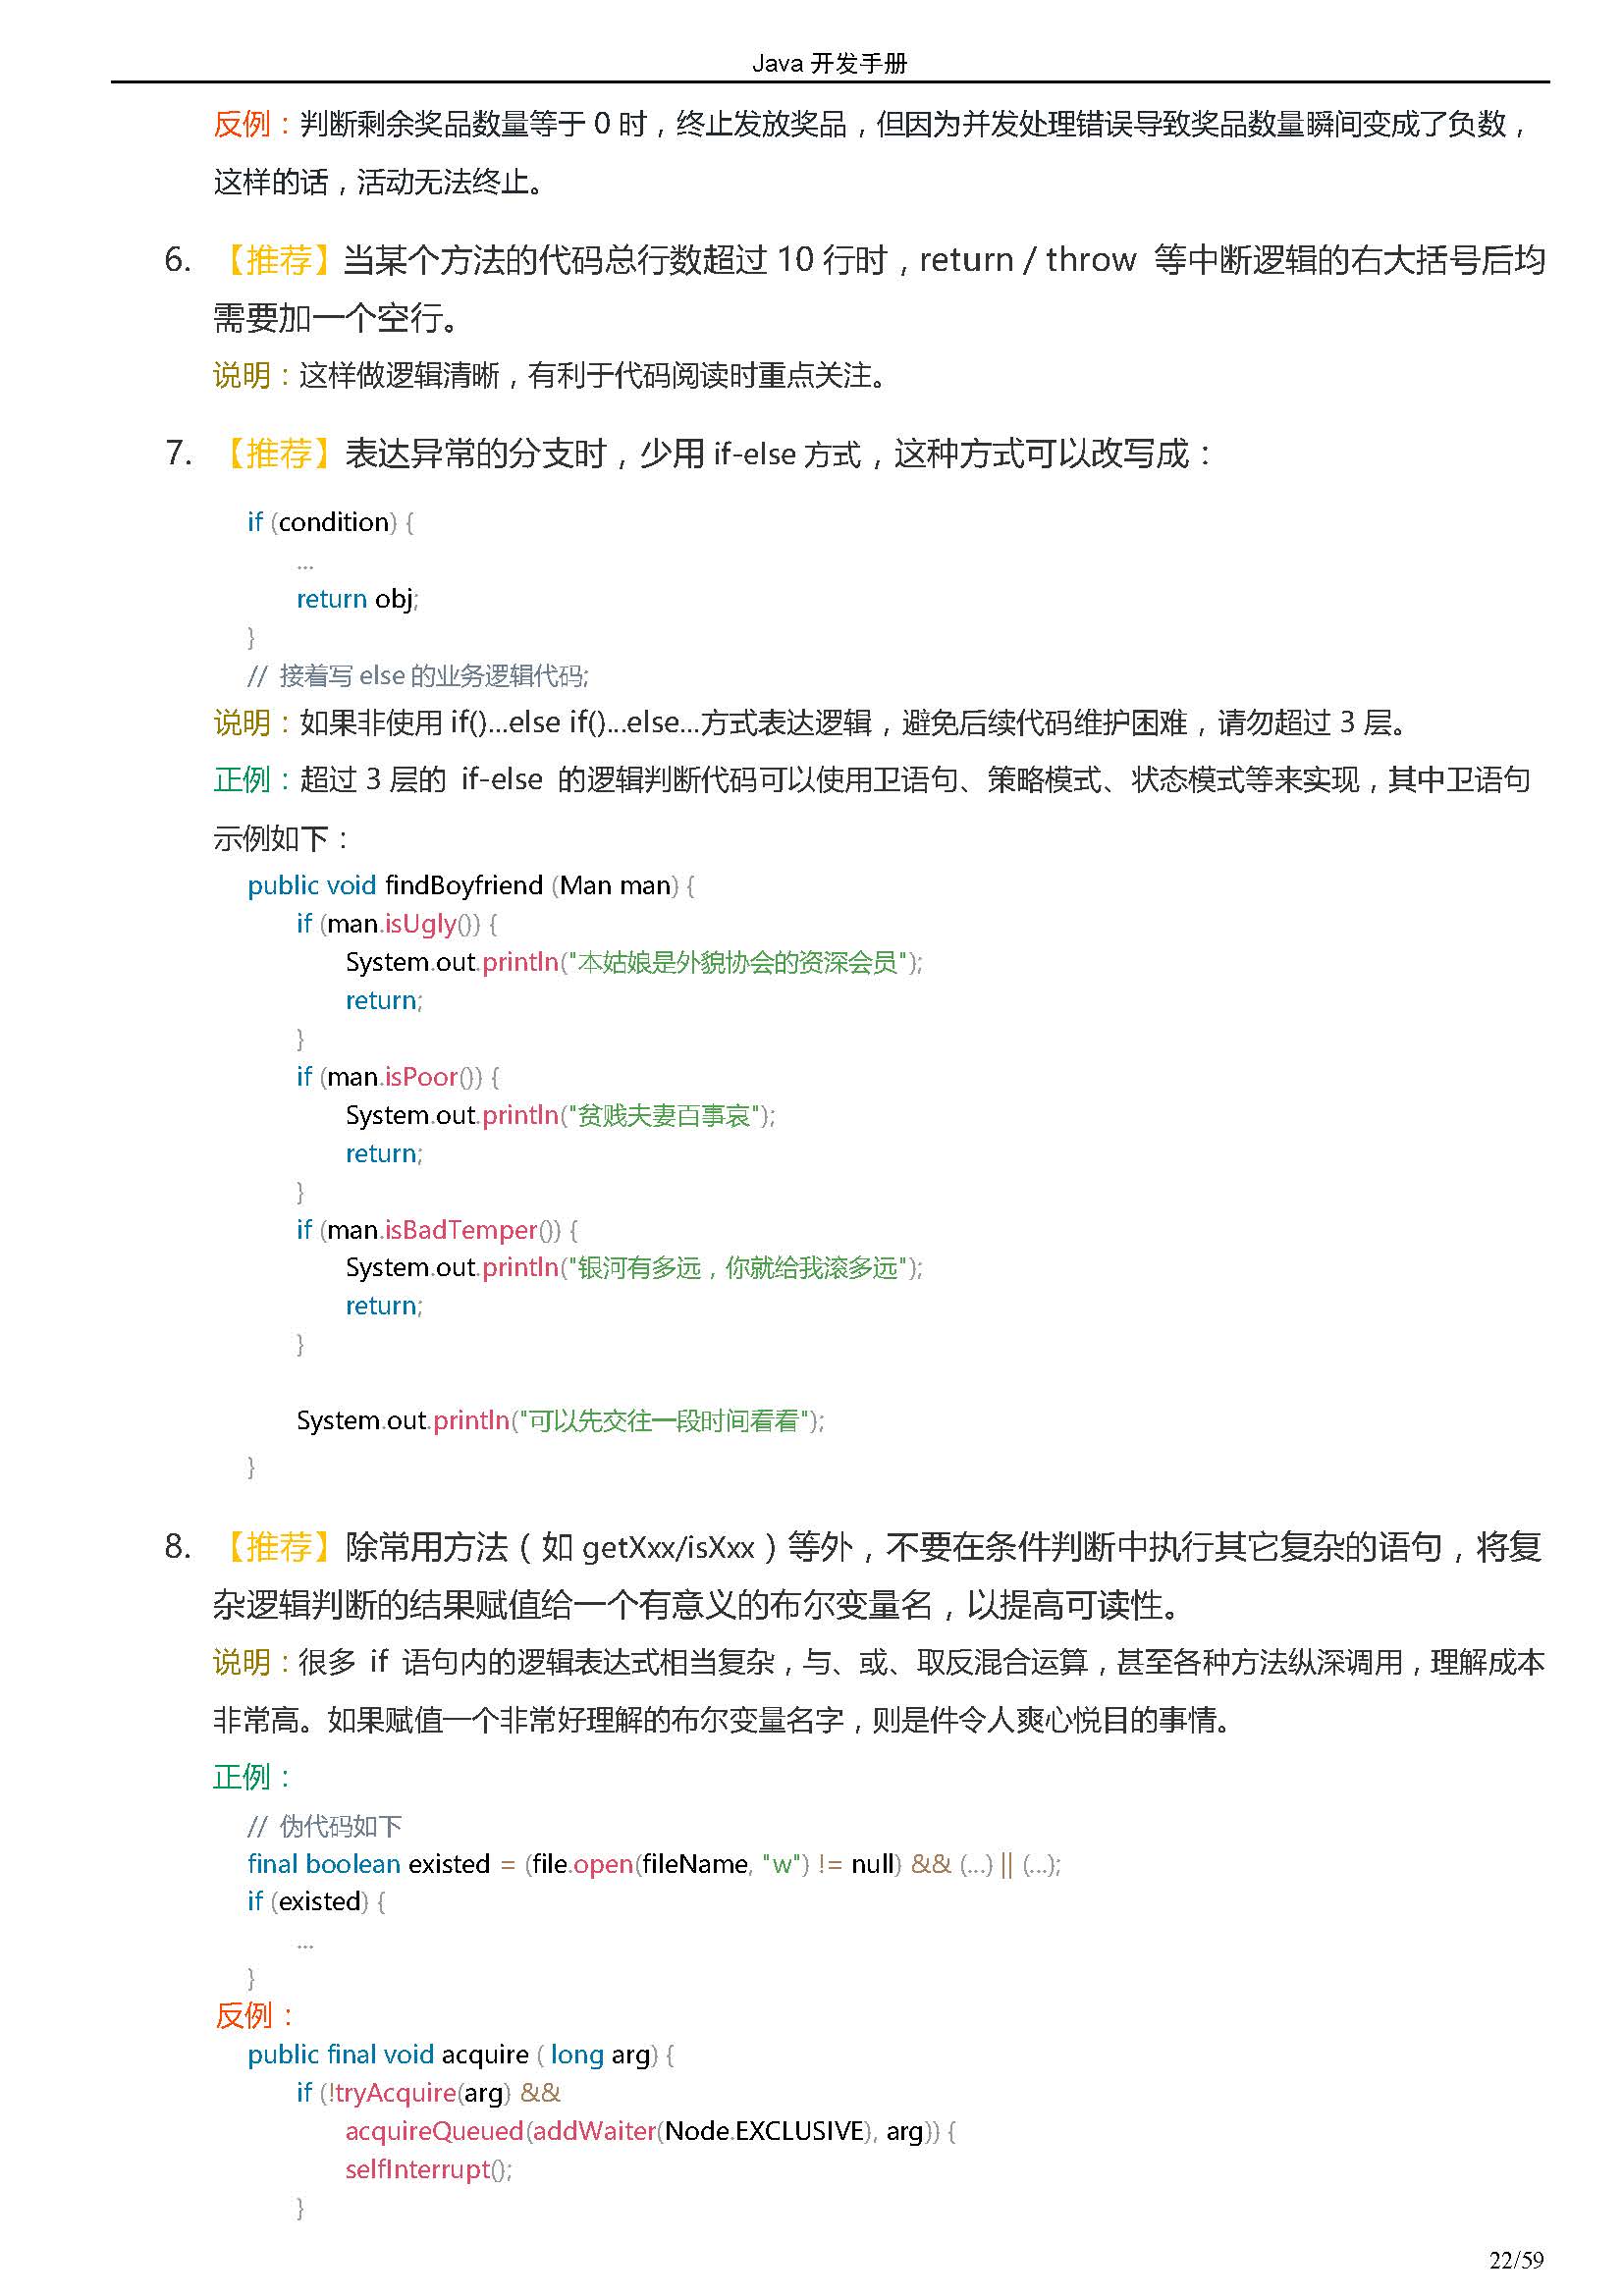 Java 开发手册
反例：判断剩余奖品数量等于 0 时，终止发放奖品，但因为并发处理错误导致奖品数量瞬间变成了负数，
这样的话，活动无法终止。
6. 【推荐】当某个方法的代码总行数超过 10 行时，return / throw 等中断逻辑的右大括号后均
需要加一个空行。
说明：这样做逻辑清晰，有利于代码阅读时重点关注。
7. 【推荐】表达异常的分支时，少用 if-else 方式，这种方式可以改写成：
if (condition) {
...
return obj;
}
// 接着写 else 的业务逻辑代码;
说明：如果非使用 if()...else if()...else...方式表达逻辑，避免后续代码维护困难，请勿超过 3 层。
正例：超过 3 层的 if-else 的逻辑判断代码可以使用卫语句、策略模式、状态模式等来实现，其中卫语句
示例如下：
public void findBoyfriend (Man man) {
if (man.isUgly()) {
System.out.println("本姑娘是外貌协会的资深会员");
return;
}
if (man.isPoor()) {
System.out.println("贫贱夫妻百事哀");
return;
}
if (man.isBadTemper()) {
System.out.println("银河有多远，你就给我滚多远");
return;
}
System.out.println("可以先交往一段时间看看");
}
8. 【推荐】除常用方法（如 getXxx/isXxx）等外，不要在条件判断中执行其它复杂的语句，将复
杂逻辑判断的结果赋值给一个有意义的布尔变量名，以提高可读性。
说明：很多 if 语句内的逻辑表达式相当复杂，与、或、取反混合运算，甚至各种方法纵深调用，理解成本
非常高。如果赋值一个非常好理解的布尔变量名字，则是件令人爽心悦目的事情。
正例：
// 伪代码如下
final boolean existed = (file.open(fileName, "w") != null) && (...) || (...);
if (existed) {
...
}
反例：
public final void acquire ( long arg) {
if (!tryAcquire(arg) &&
acquireQueued(addWaiter(Node.EXCLUSIVE), arg)) {
selfInterrupt();
}
22/59